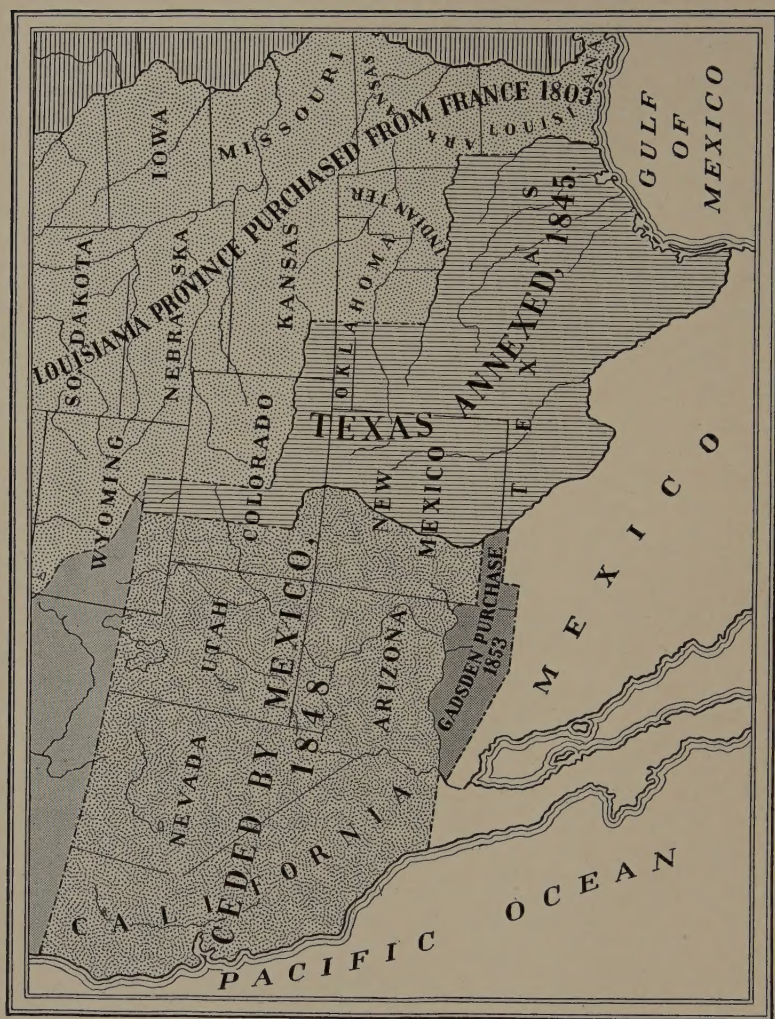 LOUISIANA PROVINCE PURCHASED FROM FRANCE 1803
IOWA
MISSOURI
ARKANSAS
LOUISIANA
SO. DAKOTA
NEBRASKA
KANSAS
INDIAN TER
OKLAHOMA
WYOMING
COLORADO
TEXAS
ANNEXED, 1845.
TEXAS
NEW
MEXICO
UTAH
ARIZONA
NEVADA
CALIFORNIA
CEDED BY MEXICO,
1848
GADSDEN PURCHASE
1853
MEXICO
GULF
OF
MEXICO
PACIFIC OCEAN